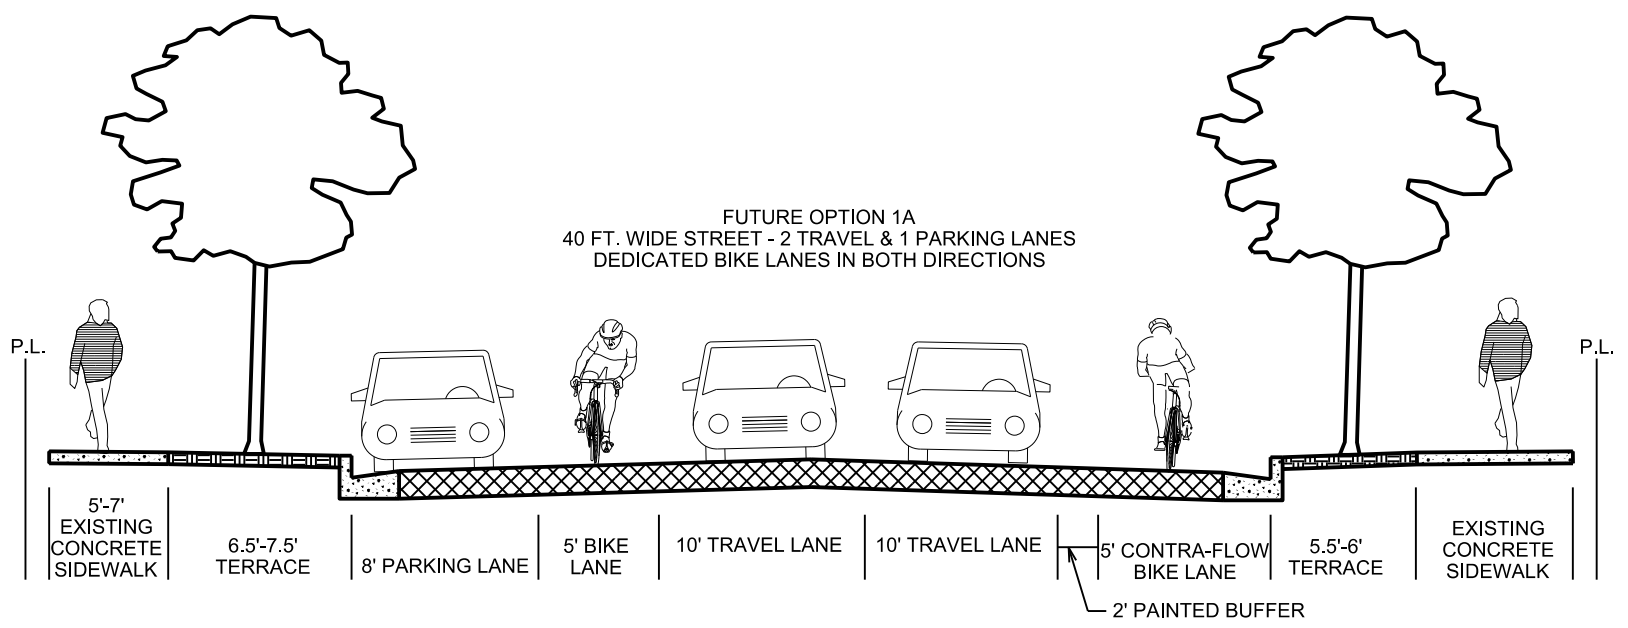 FUTURE OPTION 1A
40 FT. WIDE STREET - 2 TRAVEL & 1 PARKING LANES
DEDICATED BIKE LANES IN BOTH DIRECTIONS
P.L.
P.L.
5'-7'
EXISTING
CONCRETE
SIDEWALK
6.5'-7.5'
TERRACE
8' PARKING LANE
5' BIKE
LANE
10' TRAVEL LANE
10' TRAVEL LANE
5' CONTRA-FLOW
BIKE LANE
5.5'-6'
TERRACE
EXISTING
CONCRETE
SIDEWALK
2' PAINTED BUFFER